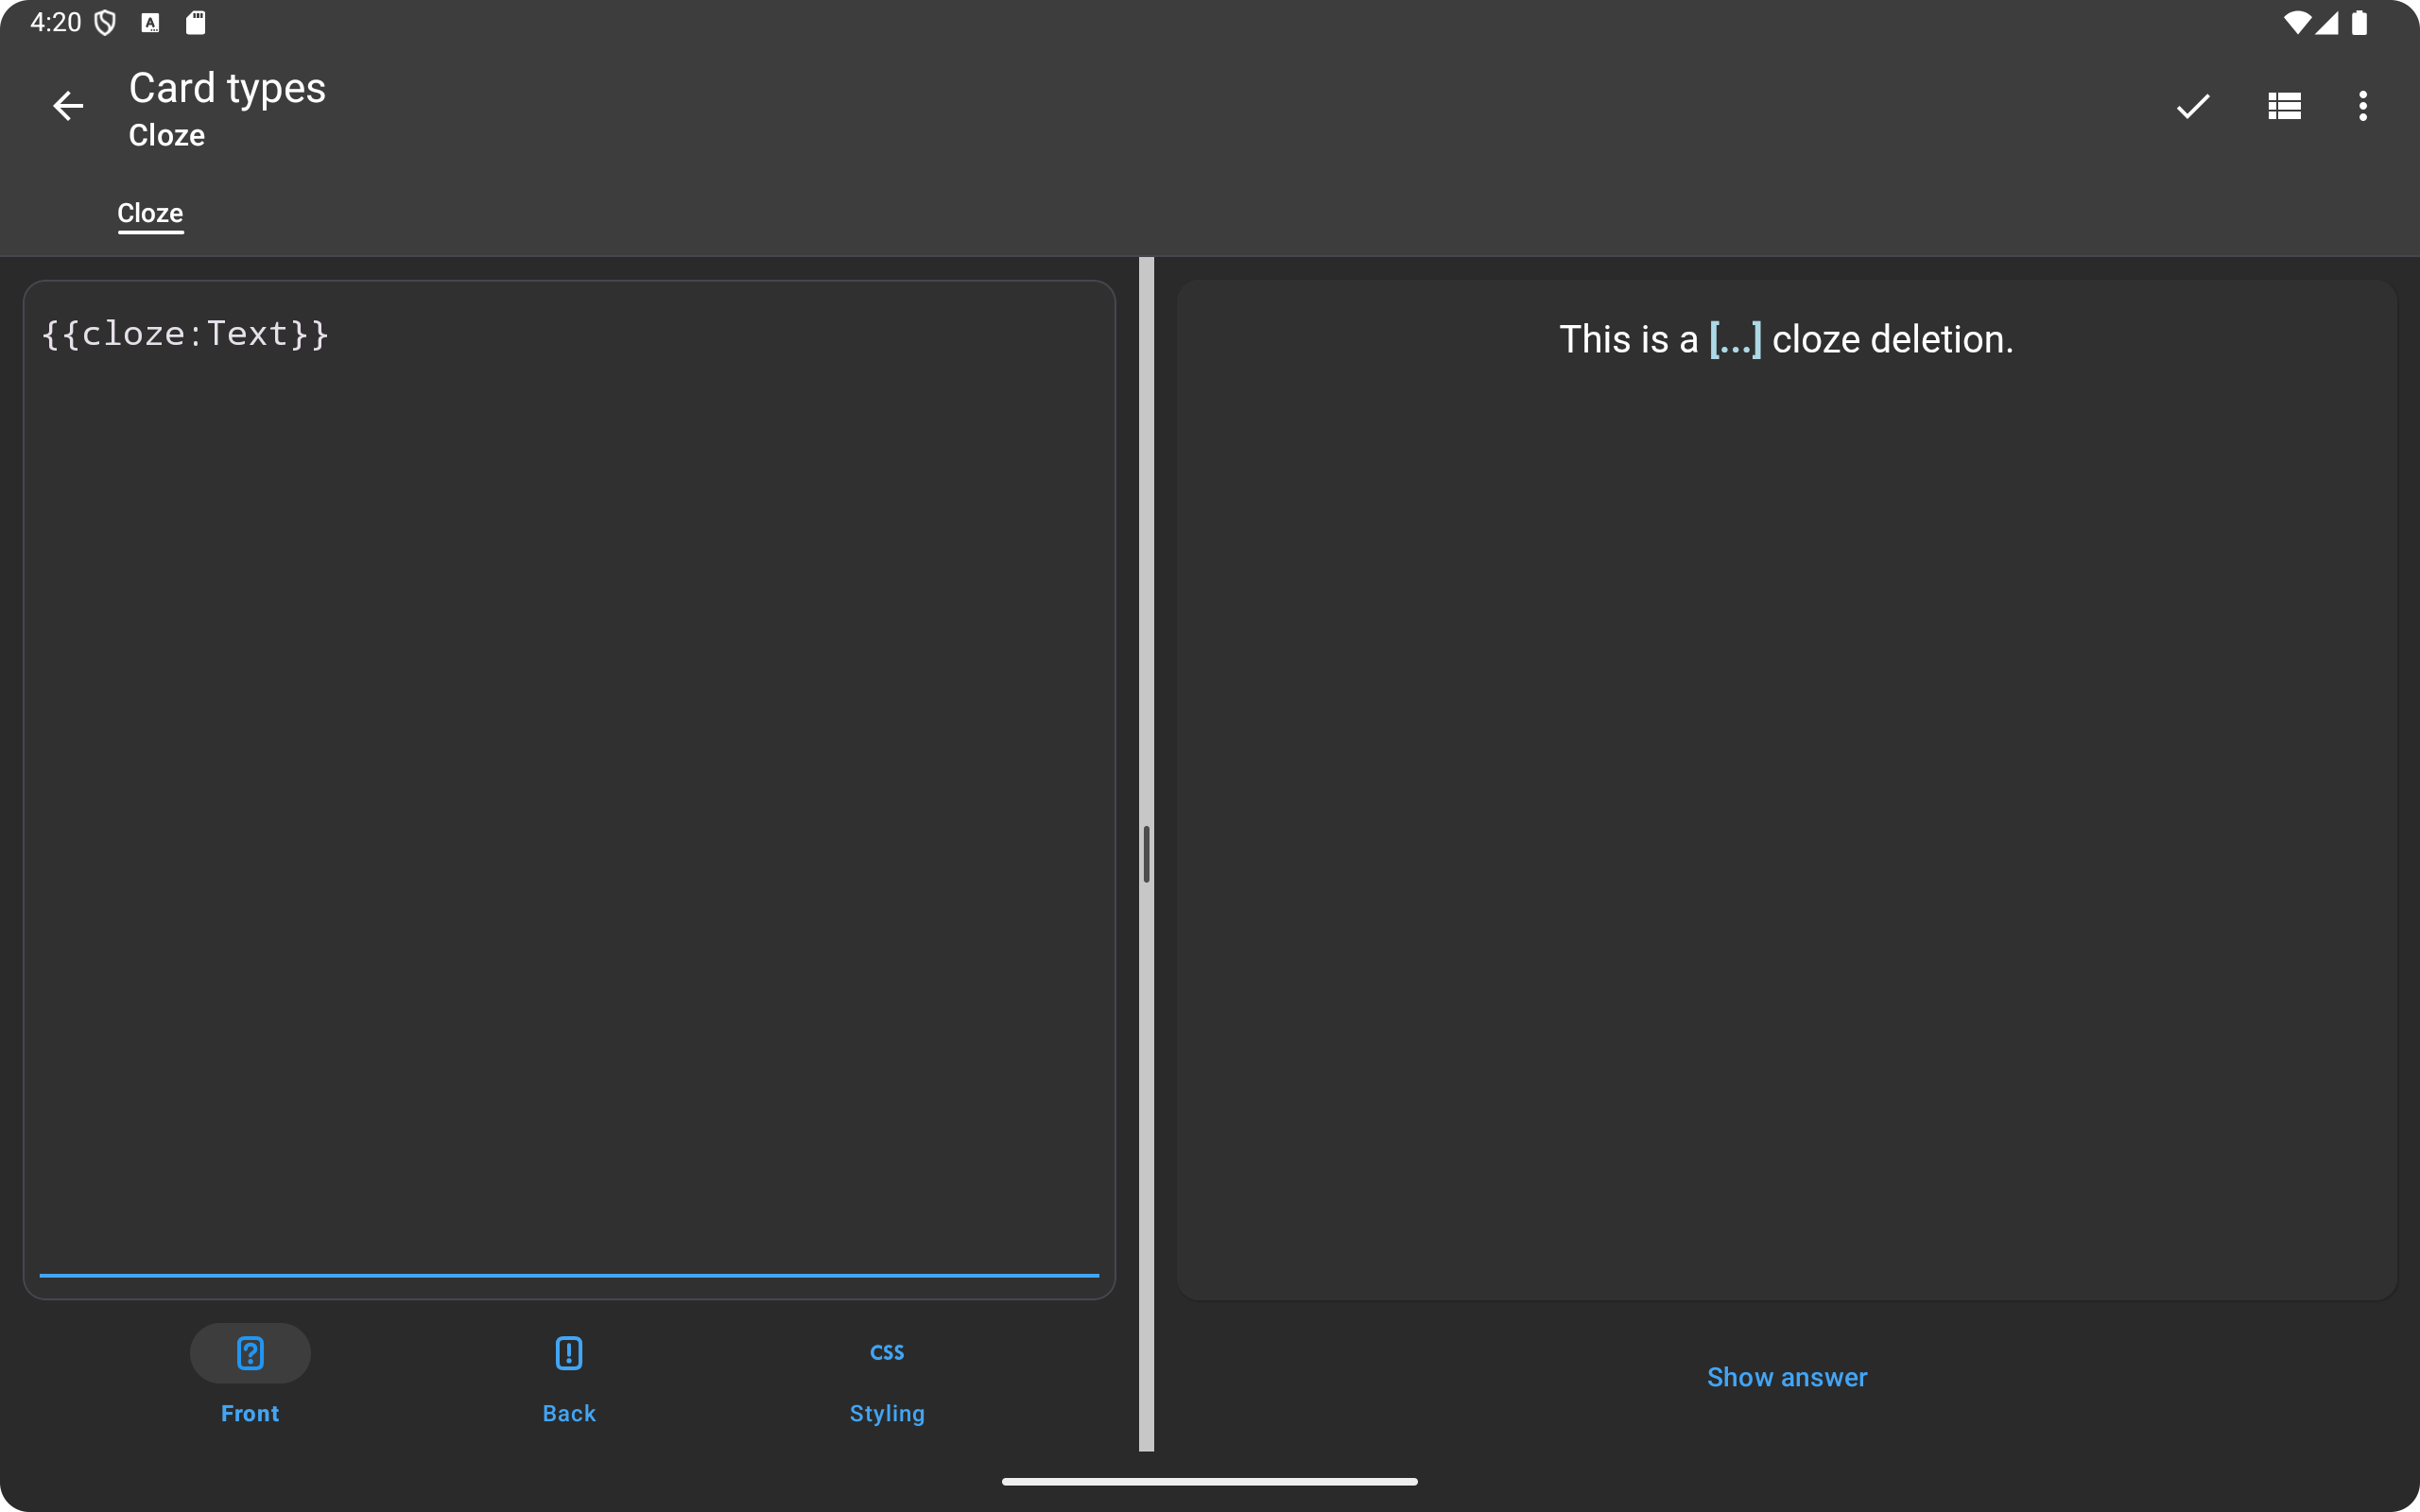 4:20
Card types
Cloze
Cloze
{{cloze:Text}}
This is a [...] cloze deletion.
CSS
Front
Back
Styling
Show answer